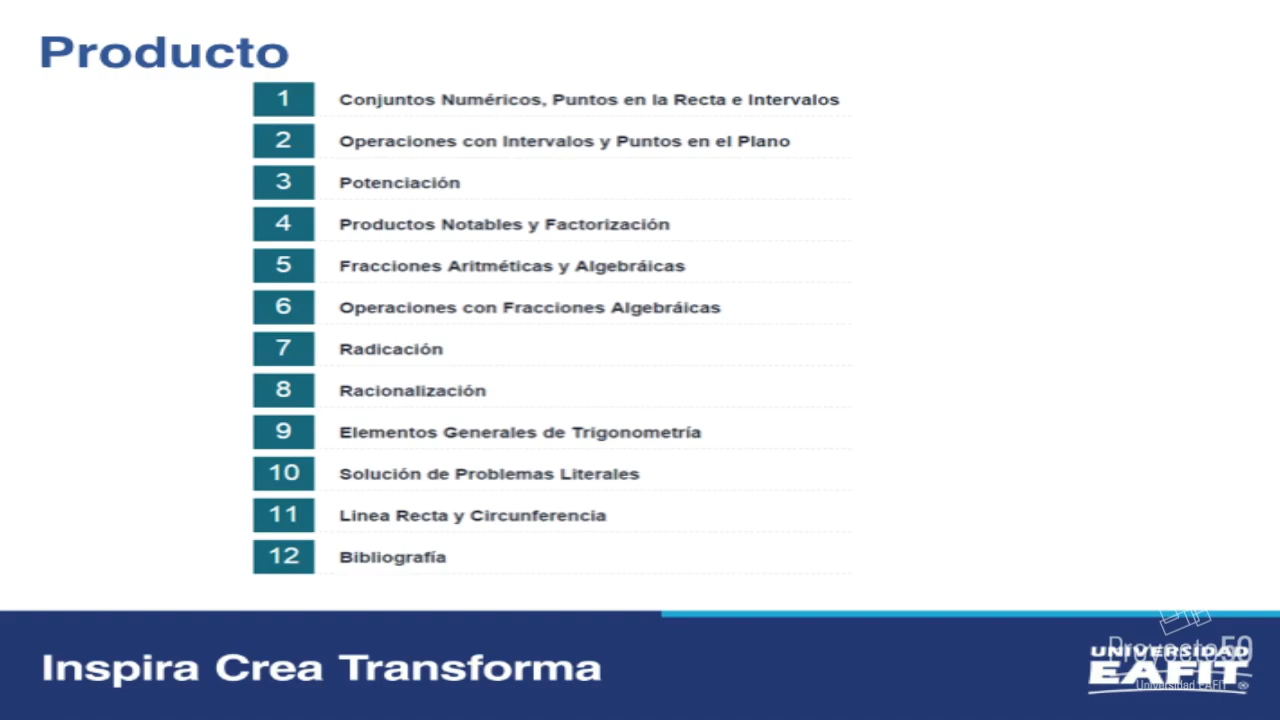 Producto
1 Conjuntos Numéricos, Puntos en la Recta e Intervalos
2 Operaciones con Intervalos y Puntos en el Plano
3 Potenciación
4 Productos Notables y Factorización
5 Fracciones Aritméticas y Algebráicas
6 Operaciones con Fracciones Algebráicas
7 Radicación
8 Racionalización
9 Elementos Generales de Trigonometría
10 Solución de Problemas Literales
11 Linea Recta y Circunferencia
12 Bibliografía
Inspira Crea Transforma
Proyecto50
UNIVERSIDAD
EAFIT
Universidad EAFIT